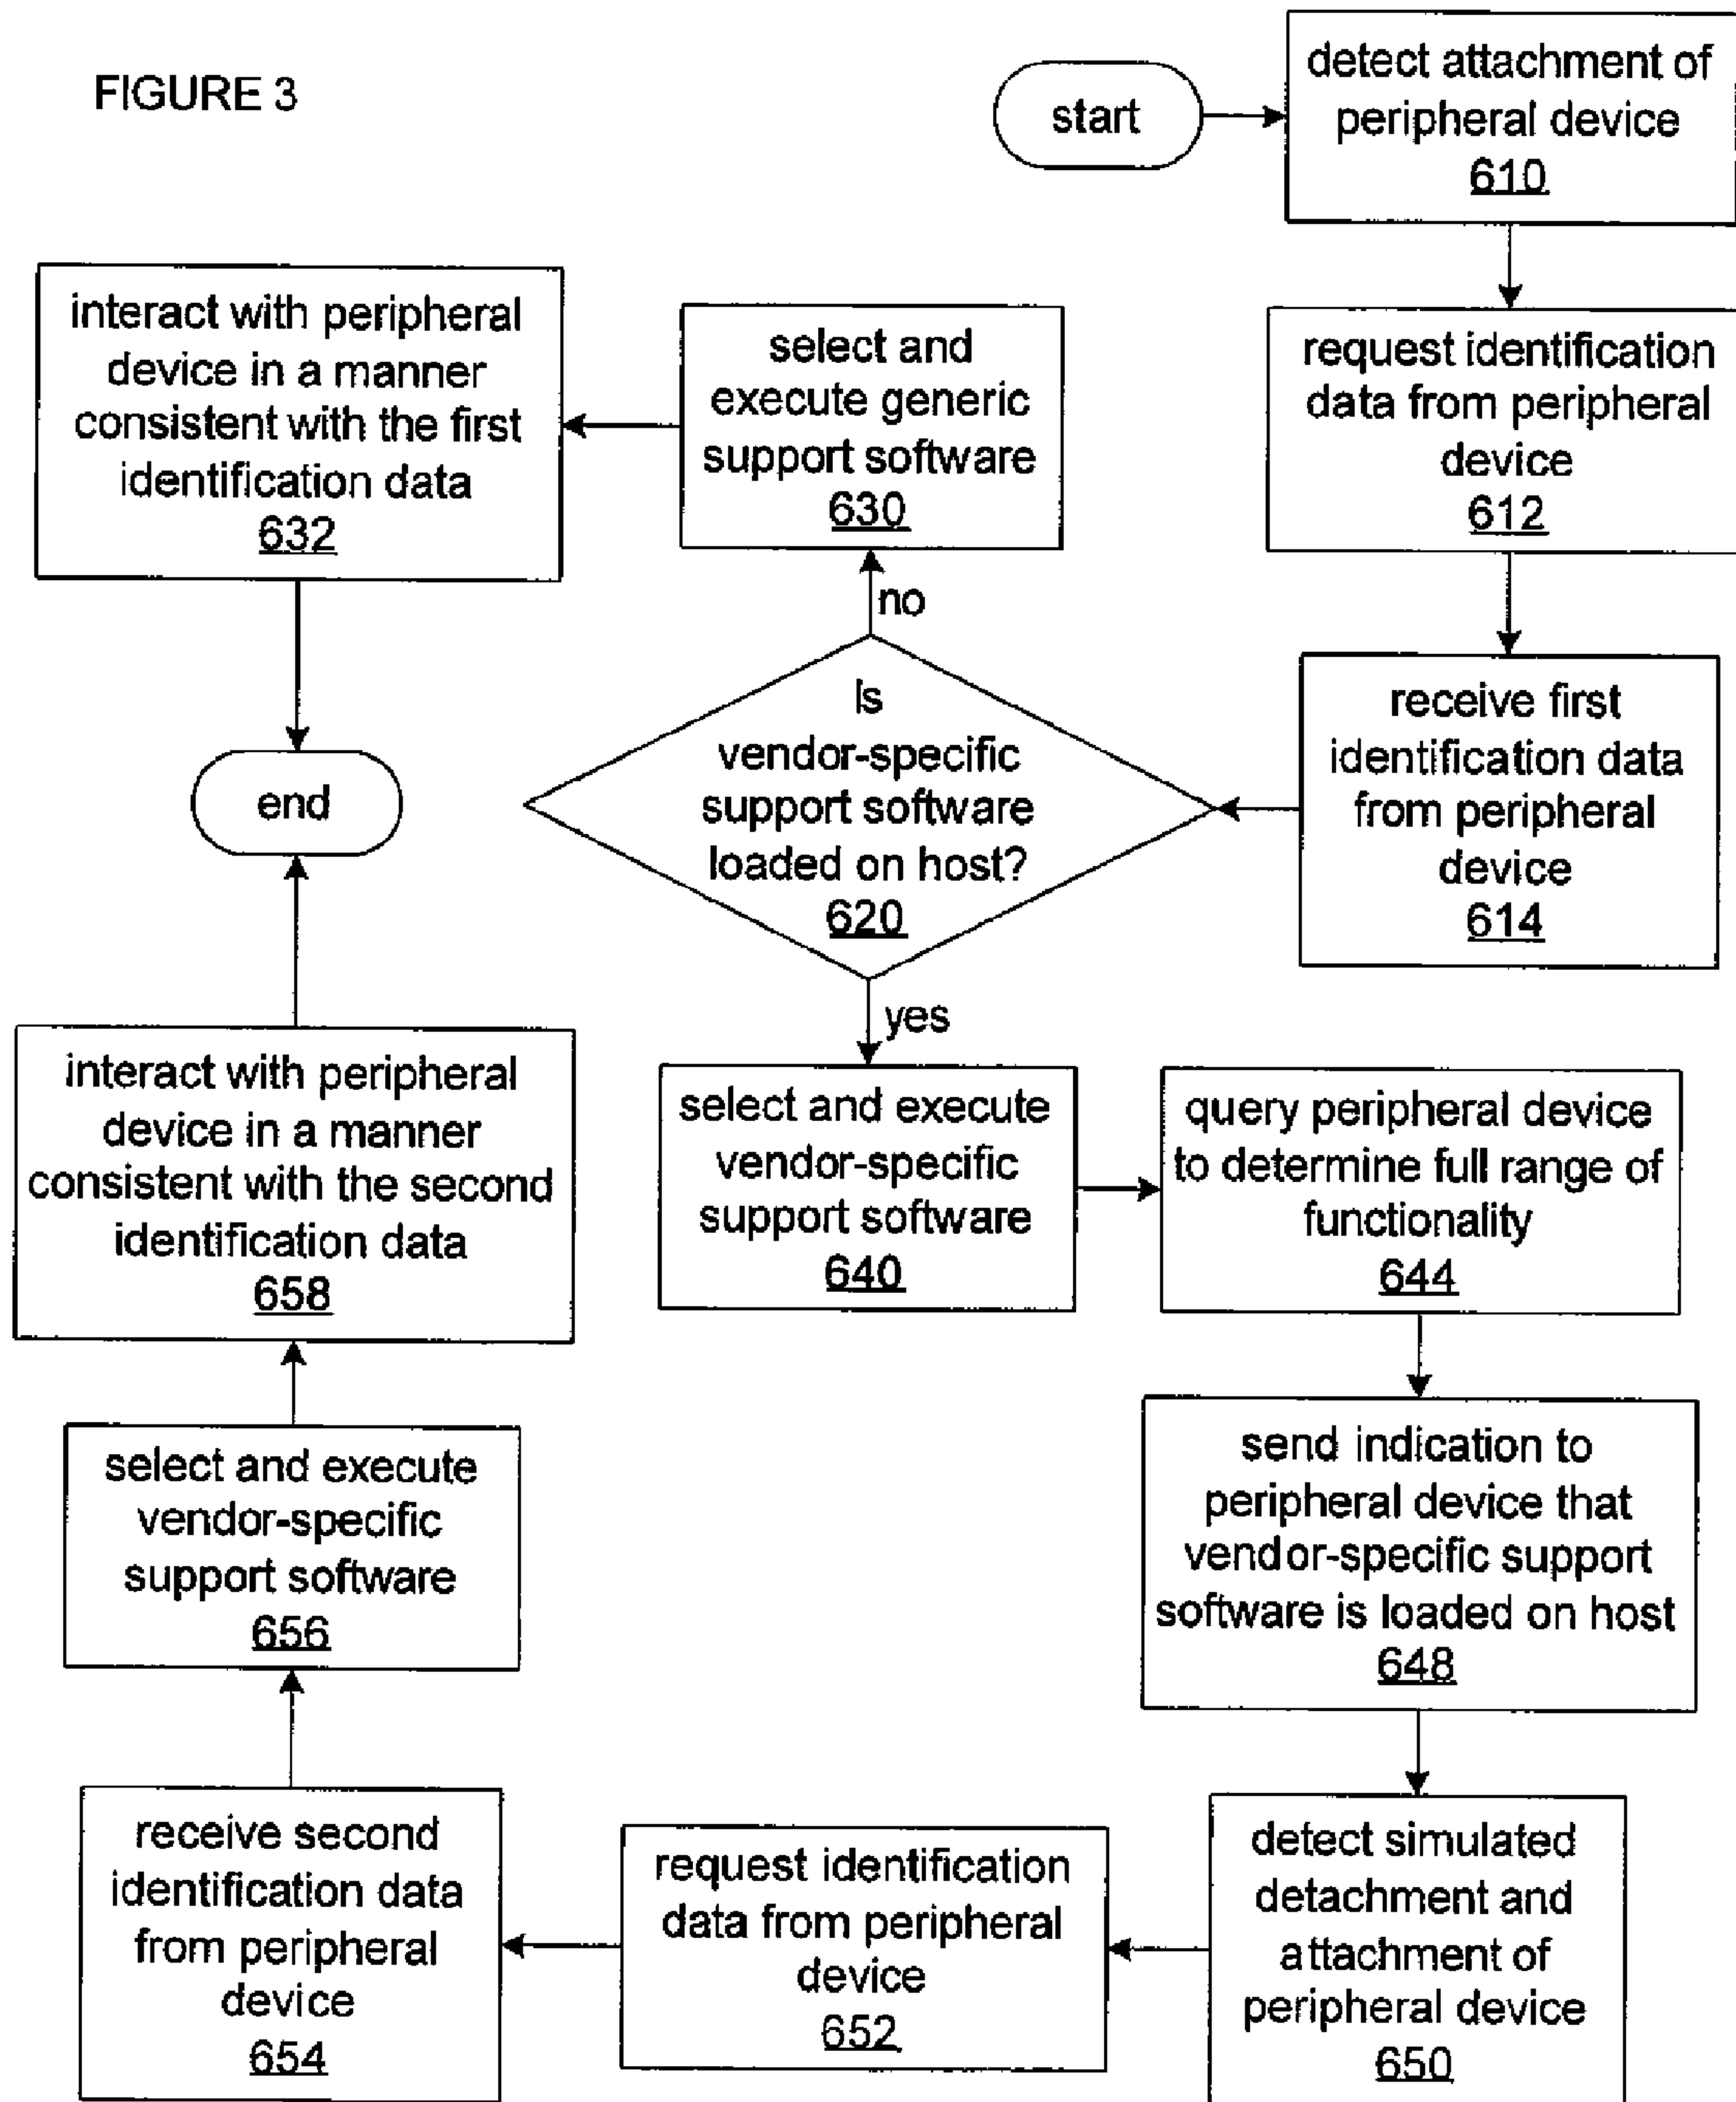 FIGURE 3
start
detect attachment of
peripheral device
610
request identification
data from peripheral
device
612
receive first
identification data
from peripheral
device
614
Is
vendor-specific
support software
loaded on host?
620
no
select and
execute generic
support software
630
interact with peripheral
device in a manner
consistent with the first
identification data
632
end
yes
select and execute
vendor-specific
support software
640
query peripheral device
to determine full range of
functionality
644
send indication to
peripheral device that
vendor-specific support
software is loaded on host
648
detect simulated
detachment and
attachment of
peripheral device
650
request identification
data from peripheral
device
652
receive second
identification data
from peripheral
device
654
select and execute
vendor-specific
support software
656
interact with peripheral
device in a manner
consistent with the second
identification data
658